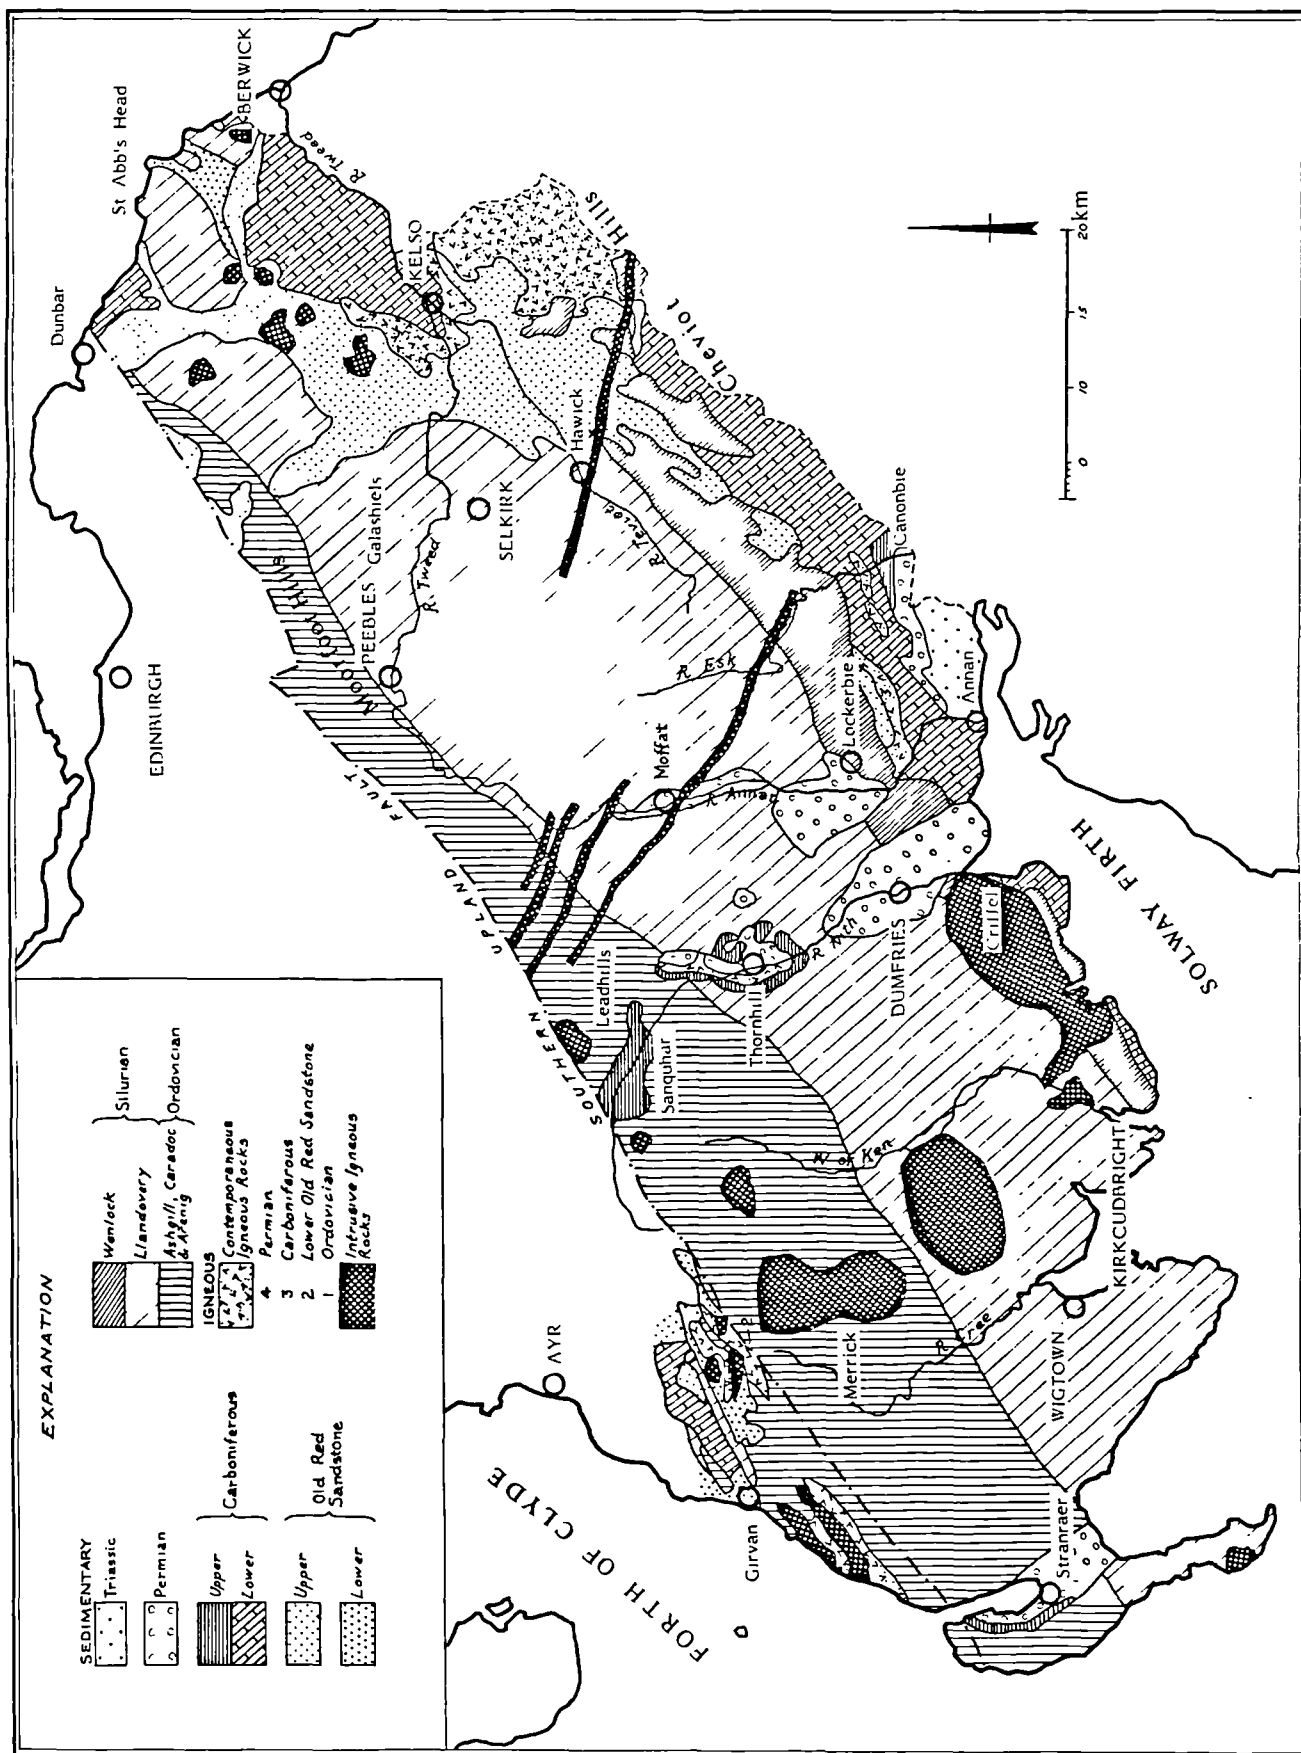 EXPLANATION
SEDIMENTARY
Triassic
Permian
Upper
Lower
Carboniferous
Upper
Lower
Old Red
Sandstone
Wenlock
Llandovery
Silurian
Ashgill, Caradoc
& Arenig
Ordovician
IGNEOUS
Contemporaneous
Igneous Rocks
4 Permian
3 Carboniferous
2 Lower Old Red Sandstone
1 Ordovician
Intrusive Igneous
Rocks
EDINBURGH
Dunbar
St Abb's Head
BERWICK
R Tweed
KELSO
Cheviot Hills
MOORFOOT HILLS
PEEBLES
Galashiels
R. Tweed
SELKIRK
Hawick
R Teviot
SOUTHERN UPLAND FAULT
Leadhills
Sanquhar
Moffat
R Esk
R Annan
Lockerbie
Canonbie
Annan
Thornhill
R Nith
DUMFRIES
Criffel
SOLWAY FIRTH
AYR
FORTH OF CLYDE
Girvan
Merrick
W of Ken
R Cree
KIRKCUDBRIGHT
WIGTOWN
Stranraer
0
10
15
20km